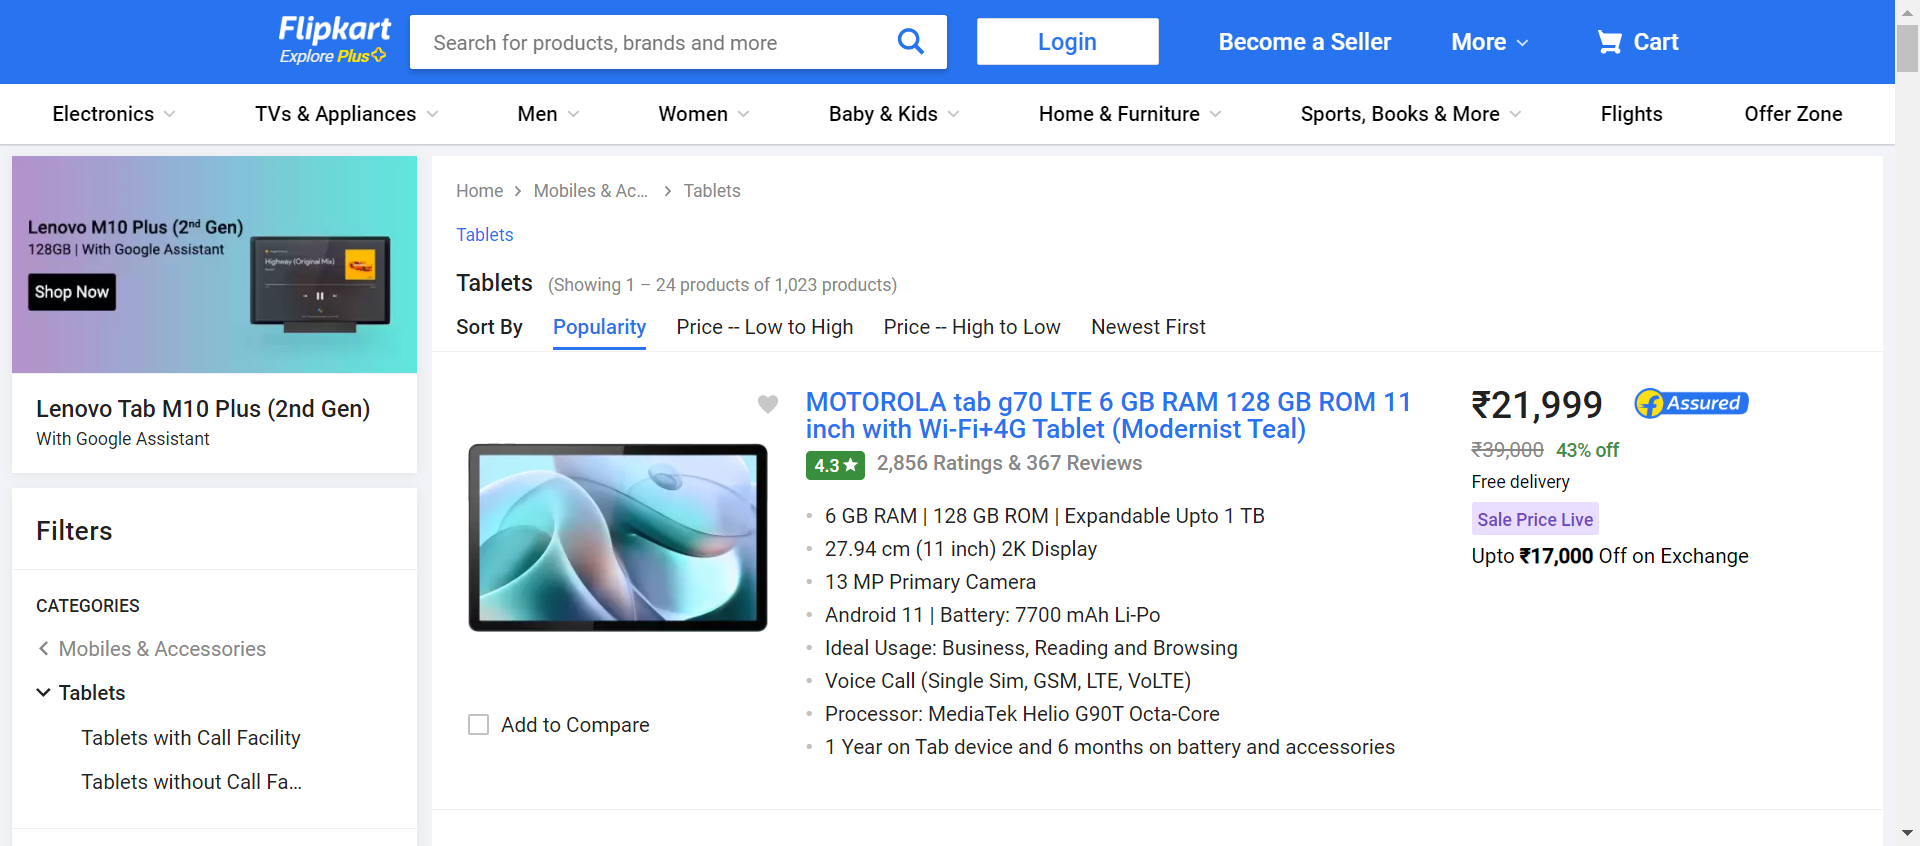 Flipkart
Explore Plus
Search for products, brands and more
Login
Become a Seller
More
Cart
Electronics
TVs & Appliances
Men
Women
Baby & Kids
Home & Furniture
Sports, Books & More
Flights
Offer Zone
Lenovo M10 Plus (2nd Gen)
128GB | With Google Assistant
Shop Now
Highway (Original Mix)
Lenovo Tab M10 Plus (2nd Gen)
With Google Assistant
Filters
CATEGORIES
Mobiles & Accessories
Tablets
Tablets with Call Facility
Tablets without Call Fa...
Home
Mobiles & Ac...
Tablets
Tablets
Tablets (Showing 1 – 24 products of 1,023 products)
Sort By Popularity Price -- Low to High Price -- High to Low Newest First
MOTOROLA tab g70 LTE 6 GB RAM 128 GB ROM 11
inch with Wi-Fi+4G Tablet (Modernist Teal)
4.3 ★ 2,856 Ratings & 367 Reviews
6 GB RAM | 128 GB ROM | Expandable Upto 1 TB
27.94 cm (11 inch) 2K Display
13 MP Primary Camera
Android 11 | Battery: 7700 mAh Li-Po
Ideal Usage: Business, Reading and Browsing
Voice Call (Single Sim, GSM, LTE, VoLTE)
Processor: MediaTek Helio G90T Octa-Core
1 Year on Tab device and 6 months on battery and accessories
Add to Compare
₹21,999
Assured
₹39,000 43% off
Free delivery
Sale Price Live
Upto ₹17,000 Off on Exchange